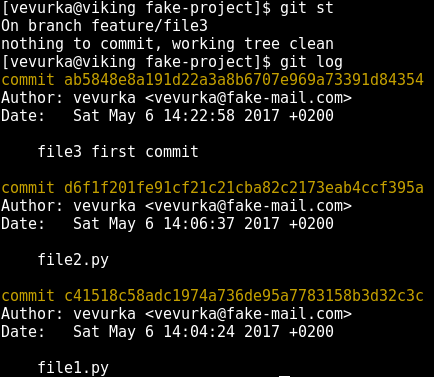 [vevurka@viking fake-project]$ git st
On branch feature/file3
nothing to commit, working tree clean
[vevurka@viking fake-project]$ git log
commit ab5848e8a191d22a3a8b6707e969a73391d84354
Author: vevurka <vevurka@fake-mail.com>
Date:   Sat May 6 14:22:58 2017 +0200
    file3 first commit
commit d6f1f201fe91cf21c21cba82c2173eab4ccf395a
Author: vevurka <vevurka@fake-mail.com>
Date:   Sat May 6 14:06:37 2017 +0200
    file2.py
commit c41518c58adc1974a736de95a7783158b3d32c3c
Author: vevurka <vevurka@fake-mail.com>
Date:   Sat May 6 14:04:24 2017 +0200
    file1.py